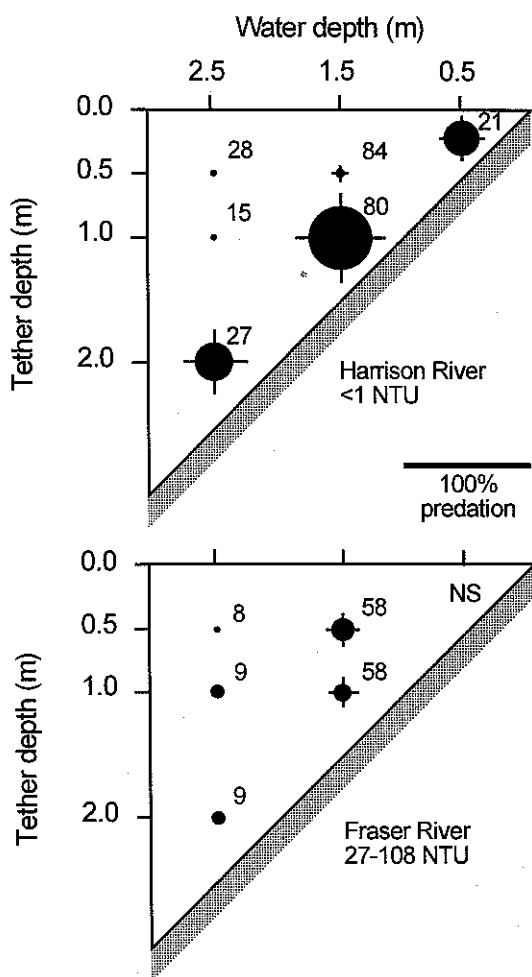 Water depth (m)
2.5 1.5 0.5
Tether depth (m)
0.0
21
0.5 28 84
1.0 15 80
2.0 27
Harrison River
<1 NTU
100%
predation
Tether depth (m)
0.0
NS
0.5 8 58
1.0 9 58
2.0 9
Fraser River
27-108 NTU